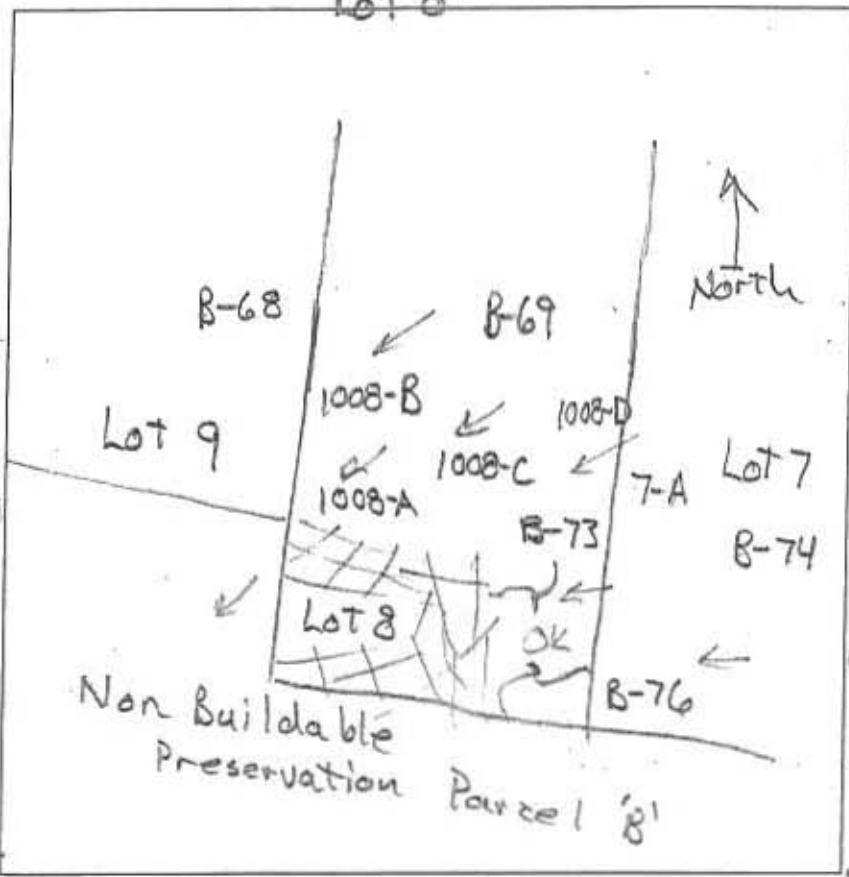 Lot 8
North
B-68
B-69
1008-B
1008-D
Lot 9
1008-C
7-A
Lot 7
1008-A
B-73
B-74
Lot 8
OK
B-76
Non Buildable
Preservation Parcel 'B'